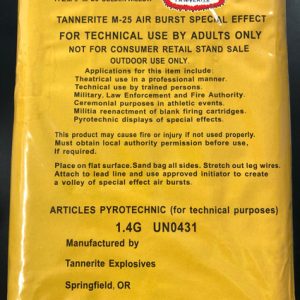 TANNERITE
TANNERITE M-25 AIR BURST SPECIAL EFFECT
FOR TECHNICAL USE BY ADULTS ONLY
NOT FOR CONSUMER RETAIL STAND SALE
OUTDOOR USE ONLY
Applications for this item include:
Theatrical use in a professional manner.
Technical use by trained persons.
Military, Law Enforcement and Fire Authority.
Ceremonial purposes in athletic events.
Militia reenactment of blank firing cartridges.
Pyrotechnic displays of special effects.
This product may cause fire or injury if not used properly.
Must obtain local authority permission before use,
if required.
Place on flat surface. Sand bag all sides. Stretch out leg wires.
Attach to lead line and use approved initiator to create
a volley of special effect air bursts.
ARTICLES PYROTECHNIC (for technical purposes)
1.4G UN0431
Manufactured by
Tannerite Explosives
Springfield, OR